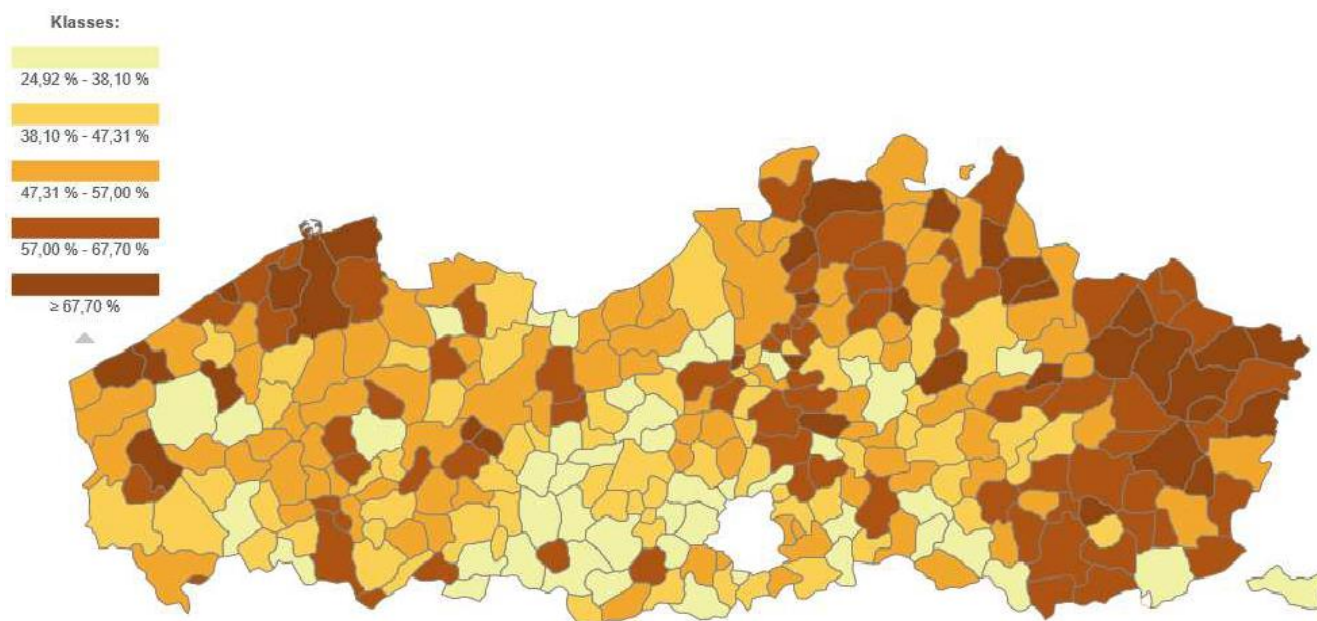 Klasses:
24,92 % - 38,10 %
38,10 % - 47,31 %
47,31 % - 57,00 %
57,00 % - 67,70 %
≥ 67,70 %